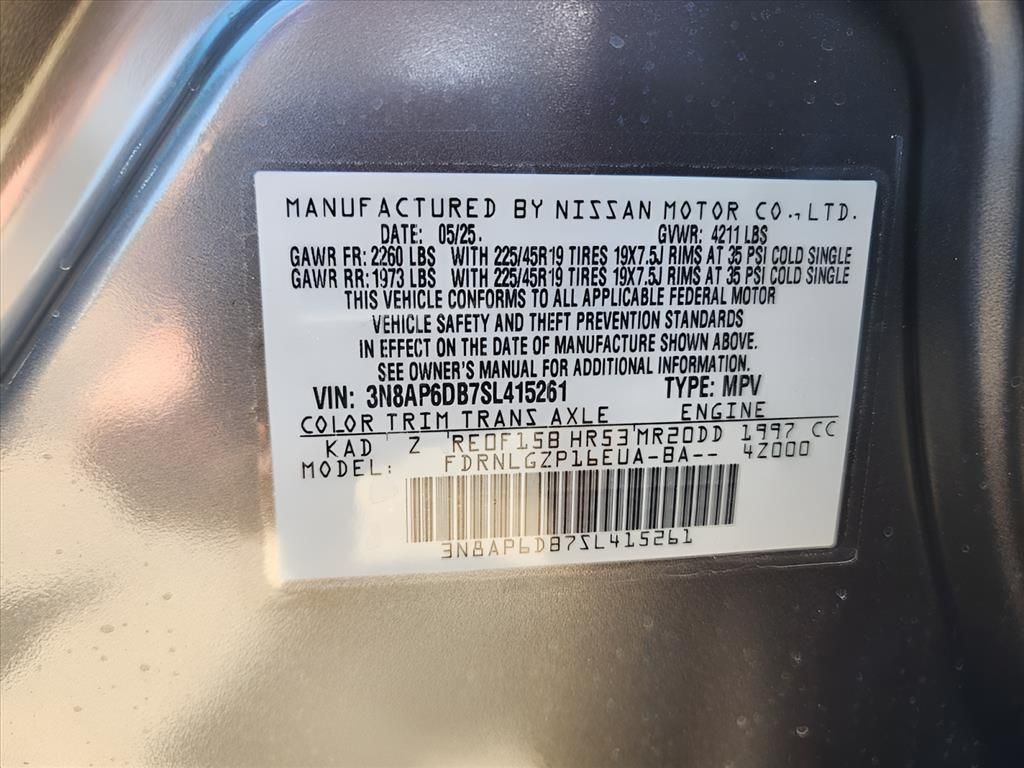 MANUFACTURED BY NISSAN MOTOR CO., LTD.
DATE: 05/25. GVWR: 4211 LBS
GAWR FR: 2260 LBS WITH 225/45R19 TIRES 19X7.5J RIMS AT 35 PSI COLD SINGLE
GAWR RR: 1973 LBS WITH 225/45R19 TIRES 19X7.5J RIMS AT 35 PSI COLD SINGLE
THIS VEHICLE CONFORMS TO ALL APPLICABLE FEDERAL MOTOR
VEHICLE SAFETY AND THEFT PREVENTION STANDARDS
IN EFFECT ON THE DATE OF MANUFACTURE SHOWN ABOVE.
SEE OWNER'S MANUAL FOR ADDITIONAL INFORMATION.
VIN: 3N8AP6DB7SL415261 TYPE: MPV
COLOR TRIM TRANS AXLE ENGINE
KAD Z RE0F15B HR53 MR20DD 1997 CC
MODEL: FDRNLGZP16EUA-BA-- 4Z000
3N8AP6DB7SL415261